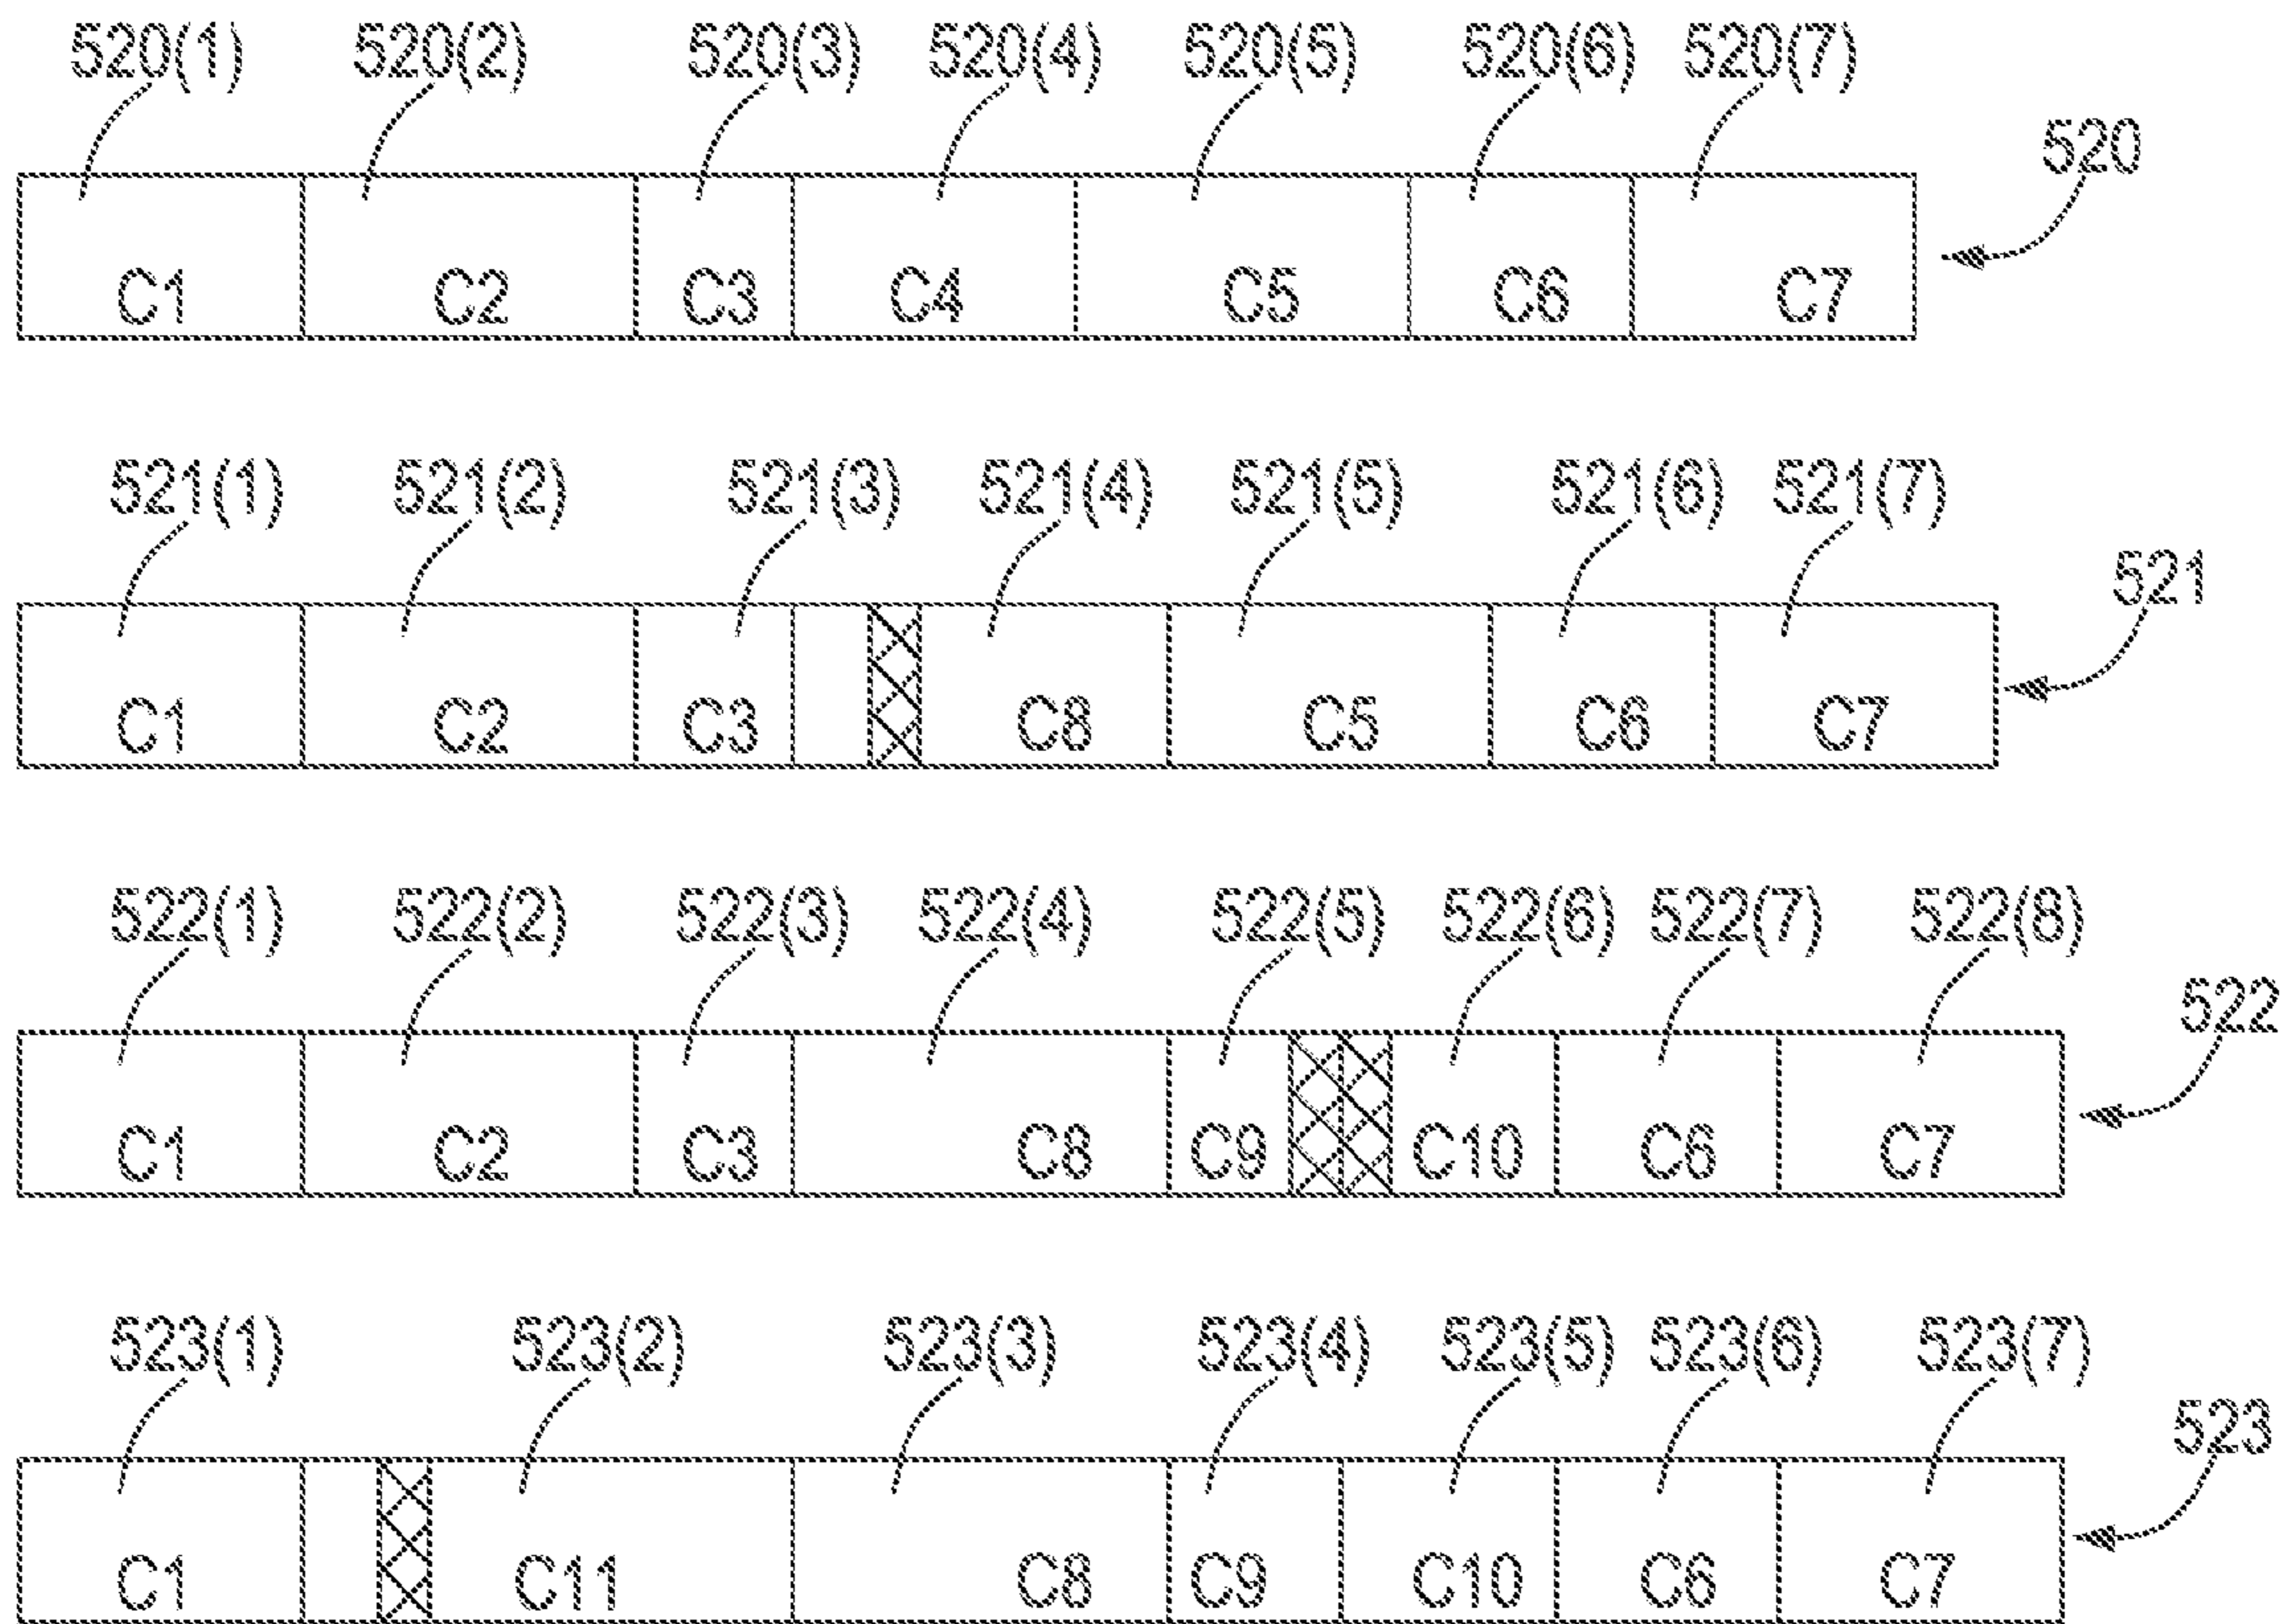 520(1) 520(2) 520(3) 520(4) 520(5) 520(6) 520(7)
520
C1 C2 C3 C4 C5 C6 C7
521(1) 521(2) 521(3) 521(4) 521(5) 521(6) 521(7)
521
C1 C2 C3 C8 C5 C6 C7
522(1) 522(2) 522(3) 522(4) 522(5) 522(6) 522(7) 522(8)
522
C1 C2 C3 C8 C9 C10 C6 C7
523(1) 523(2) 523(3) 523(4) 523(5) 523(6) 523(7)
523
C1 C11 C8 C9 C10 C6 C7